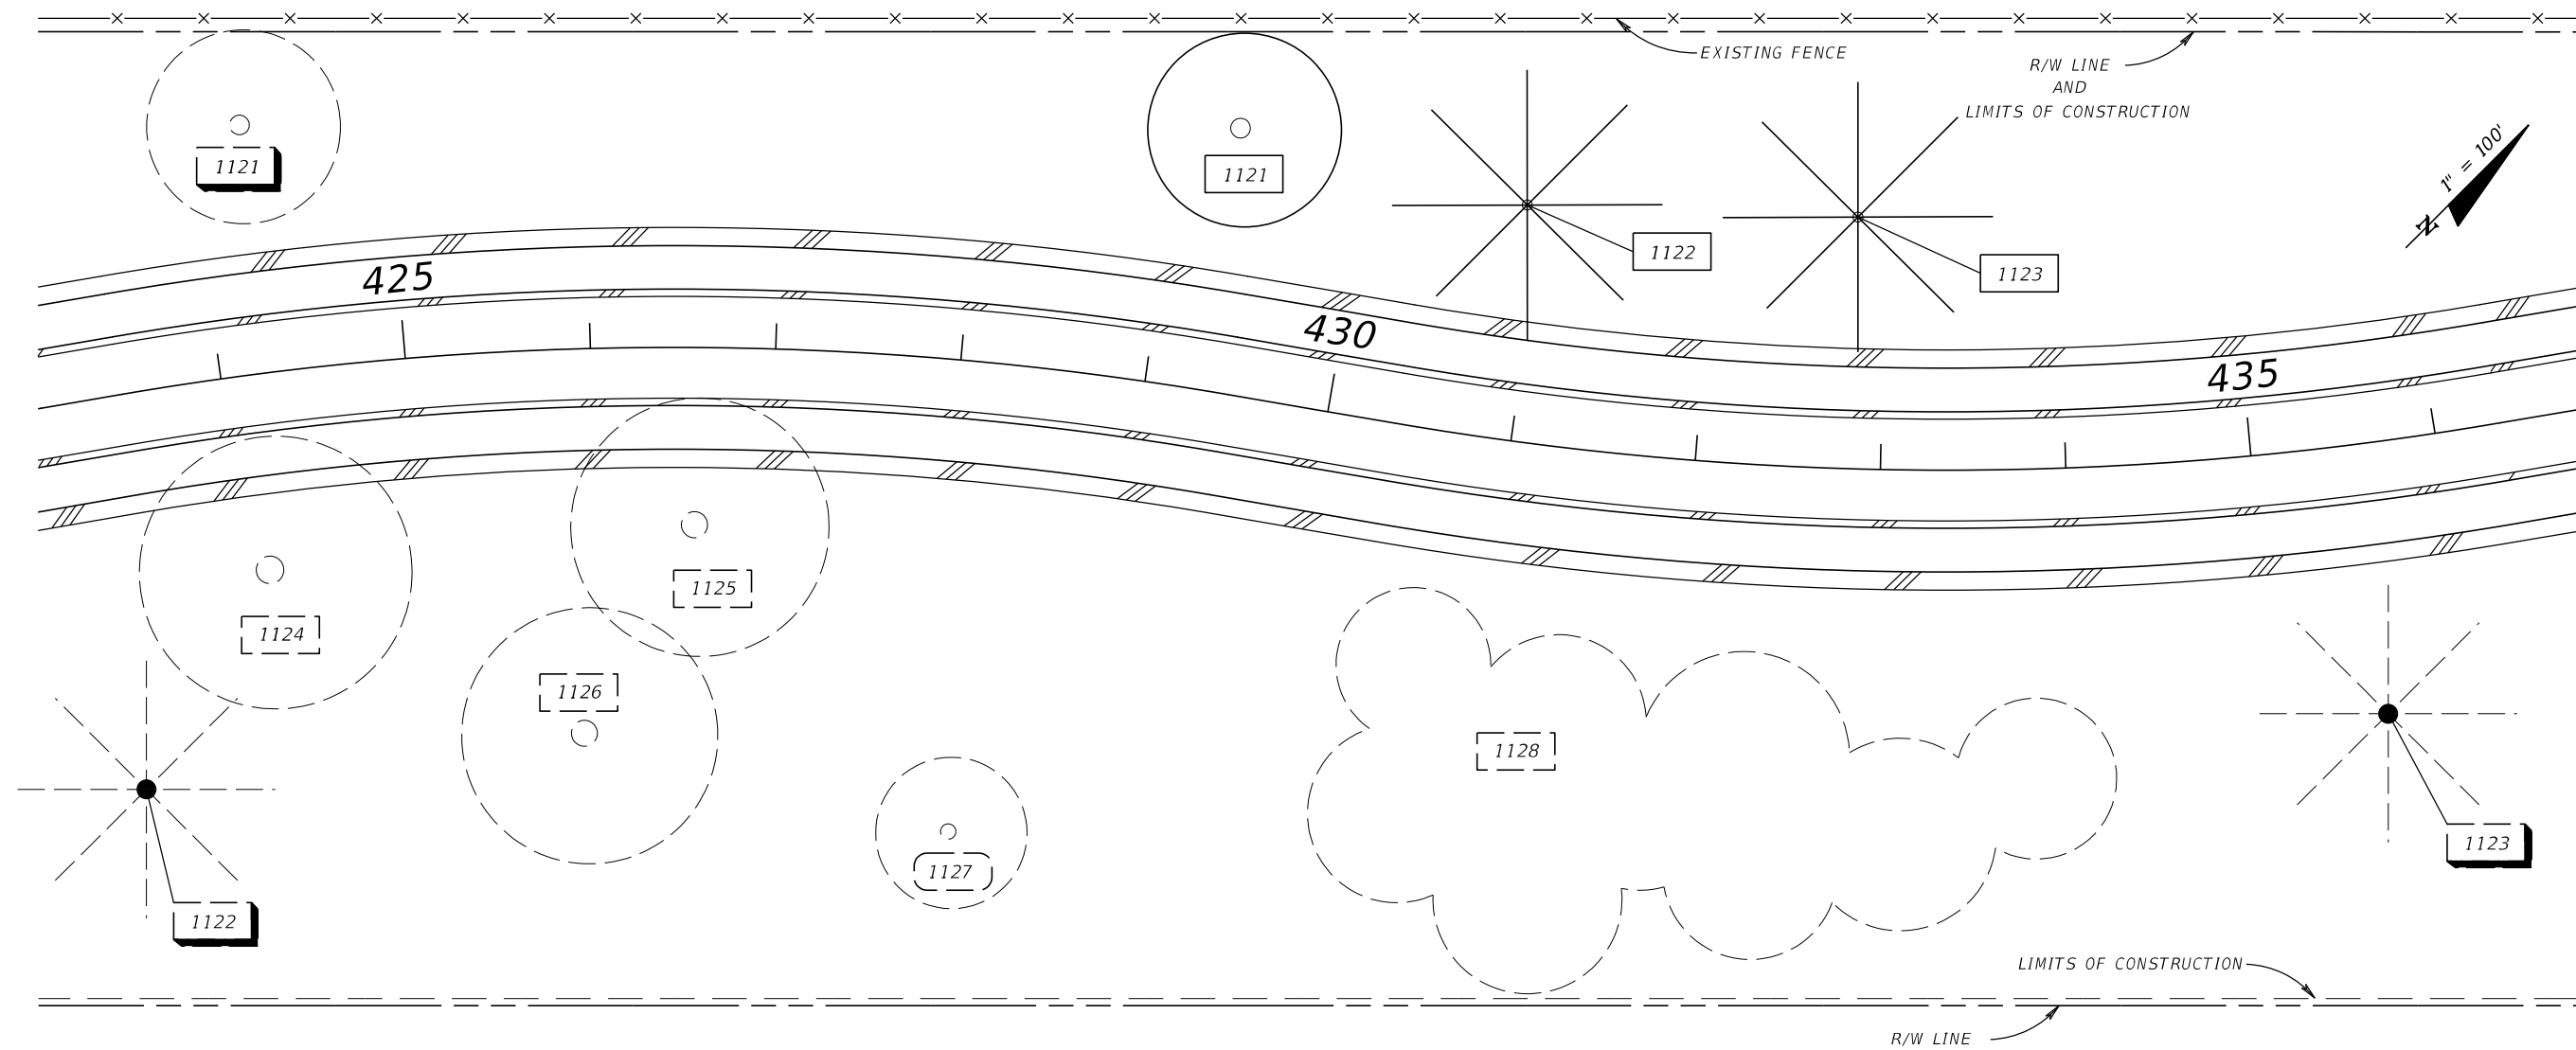 EXISTING FENCE
R/W LINE
AND
LIMITS OF CONSTRUCTION
1" = 100'
N
1121
1121
1122
1123
425
430
435
1124
1125
1126
1127
1128
1122
1123
LIMITS OF CONSTRUCTION
R/W LINE